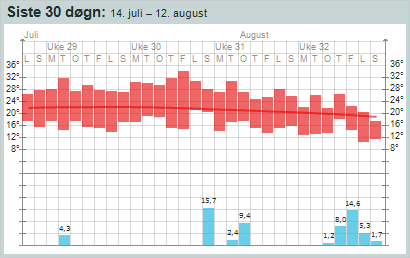 Siste 30 døgn: 14. juli – 12. august
Juli August
Uke 29 Uke 30 Uke 31 Uke 32
L S M T O T F L S M T O T F L S M T O T F L S M T O T F L S
36° 36°
32° 32°
28° 28°
24° 24°
20° 20°
16° 16°
12° 12°
8° 8°
4,3 15,7 2,4 9,4 1,2 8,0 14,6 5,3 1,7